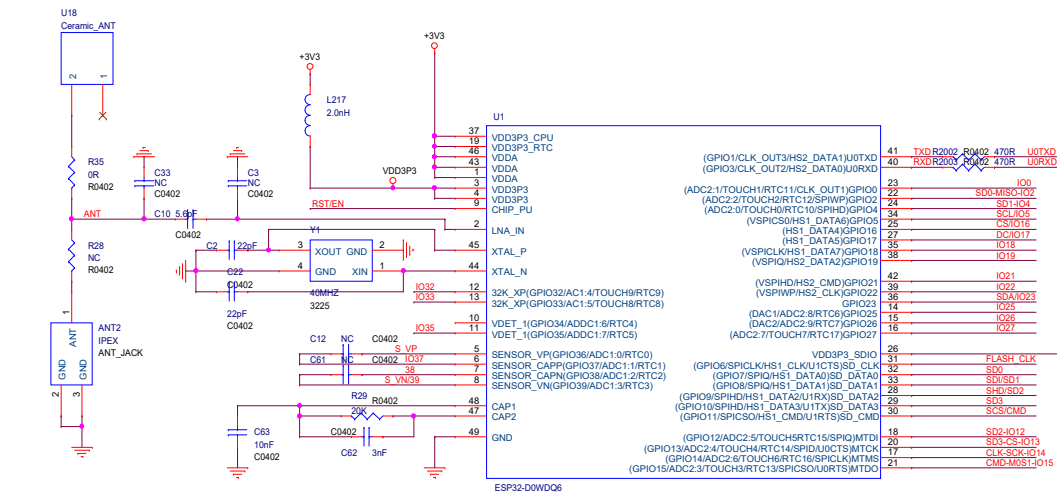 U18
Ceramic_ANT
2
1
+3V3
+3V3
L217
2.0nH
R35
0R
R0402
C33
NC
C0402
C3
NC
C0402
VDD3P3
RST/EN
ANT
C10 5.6pF
C0402
R28
NC
R0402
C2 22pF
Y1
3 XOUT GND 2
4 GND XIN 1
C22
C0402
22pF
C0402
40MHZ
3225
IO32
IO33
IO35
1
ANT
GND
GND
2
3
ANT2
IPEX
ANT_JACK
C12 NC C0402
S_VP
C61 NC C0402 IO37
38
S_VN/39
R29
R0402
20K
C0402
C62 3nF
C63
10nF
C0402
U1
37 VDD3P3_CPU
19 VDD3P3_RTC
46 VDDA
43 VDDA
1 VDDA
3 VDD3P3
4 VDD3P3
9 CHIP_PU
2 LNA_IN
45 XTAL_P
44 XTAL_N
12 32K_XP(GPIO32/AC1:4/TOUCH9/RTC9)
13 32K_XP(GPIO33/AC1:5/TOUCH8/RTC8)
10 VDET_1(GPIO34/ADDC1:6/RTC4)
11 VDET_1(GPIO35/ADDC1:7/RTC5)
5 SENSOR_VP(GPIO36/ADC1:0/RTC0)
6 SENSOR_CAPP(GPIO37/ADC1:1/RTC1)
7 SENSOR_CAPN(GPIO38/ADC1:2/RTC2)
8 SENSOR_VN(GPIO39/ADC1:3/RTC3)
48 CAP1
47 CAP2
49 GND
(GPIO1/CLK_OUT3/HS2_DATA1)U0TXD 41 TXD R2002 R0402 470R U0TXD
(GPIO3/CLK_OUT2/HS2_DATA0)U0RXD 40 RXD R2003 R0402 470R U0RXD
(ADC2:1/TOUCH1/RTC11/CLK_OUT1)GPIO0 23 IO0
(ADC2:2/TOUCH2/RTC12/SPIWP)GPIO2 22 SD0-MISO-IO2
(ADC2:0/TOUCH0/RTC10/SPIHD)GPIO4 24 SD1-IO4
(VSPICS0/HS1_DATA6)GPIO5 34 SCL/IO5
(HS1_DATA4)GPIO16 25 CS/IO16
(HS1_DATA5)GPIO17 27 DC/IO17
(VSPICLK/HS1_DATA7)GPIO18 35 IO18
(VSPIQ/HS2_DATA2)GPIO19 38 IO19
(VSPIHD/HS2_CMD)GPIO21 42 IO21
(VSPIWP/HS2_CLK)GPIO22 39 IO22
GPIO23 36 SDA/IO23
(DAC1/ADC2:8/RTC6)GPIO25 14 IO25
(DAC2/ADC2:9/RTC7)GPIO26 15 IO26
(ADC2:7/TOUCH7/RTC17)GPIO27 16 IO27
VDD3P3_SDIO 26
(GPIO6/SPICLK/HS1_CLK/U1CTS)SD_CLK 31 FLASH_CLK
(GPIO7/SPIQ/HS1_DATA0)SD_DATA0 32 SD0
(GPIO8/SPIQ/HS1_DATA1)SD_DATA1 33 SDI/SD1
(GPIO9/SPIHD/HS1_DATA2/U1RX)SD_DATA2 28 SHD/SD2
(GPIO10/SPIHD/HS1_DATA3/U1TX)SD_DATA3 29 SD3
(GPIO11/SPICSO/HS1_CMD/U1RTS)SD_CMD 30 SCS/CMD
(GPIO12/ADC2:5/TOUCH5RTC15/SPIQ)MTDI 18 SD2-IO12
(GPIO13/ADC2:4/TOUCH4/RTC14/SPID/U0CTS)MTCK 20 SD3-CS-IO13
(GPIO14/ADC2:6/TOUCH6/RTC16/SPICLK)MTMS 17 CLK-SCK-IO14
(GPIO15/ADC2:3/TOUCH3/RTC13/SPICSO/U0RTS)MTDO 21 CMD-M0S1-IO15
ESP32-D0WDQ6